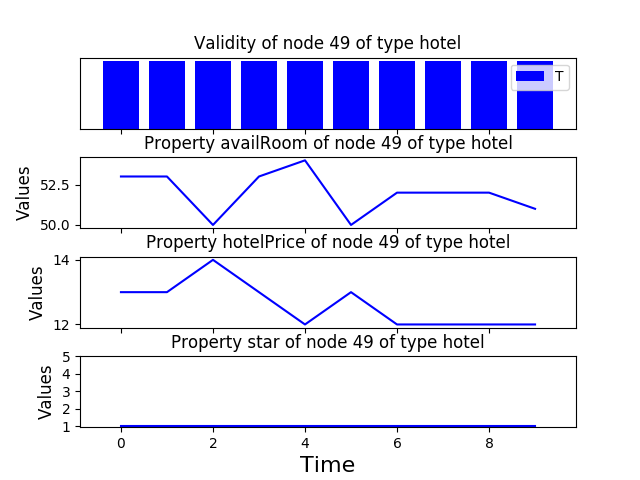 Validity of node 49 of type hotel
T
Property availRoom of node 49 of type hotel
52.5
50.0
Values
Property hotelPrice of node 49 of type hotel
14
12
Values
Property star of node 49 of type hotel
5
4
3
2
1
Values
0 2 4 6 8
Time